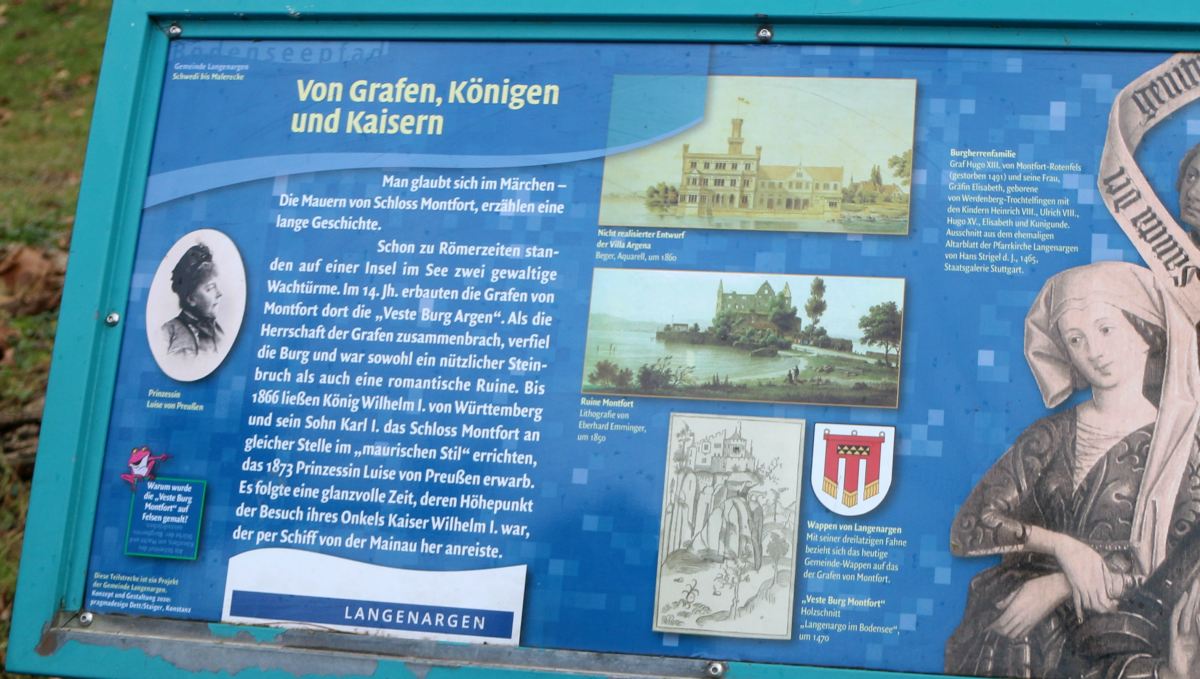 Bodenseepfad
Gemeinde Langenargen
Schwedi bis Malerecke
Von Grafen, Königen
und Kaisern
Man glaubt sich im Märchen –
Die Mauern von Schloss Montfort, erzählen eine
lange Geschichte.
Schon zu Römerzeiten stan-
den auf einer Insel im See zwei gewaltige
Wachtürme. Im 14. Jh. erbauten die Grafen von
Montfort dort die „Veste Burg Argen“. Als die
Herrschaft der Grafen zusammenbrach, verfiel
die Burg und war sowohl ein nützlicher Stein-
bruch als auch eine romantische Ruine. Bis
1866 ließen König Wilhelm I. von Württemberg
und sein Sohn Karl I. das Schloss Montfort an
gleicher Stelle im „maurischen Stil“ errichten,
das 1873 Prinzessin Luise von Preußen erwarb.
Es folgte eine glanzvolle Zeit, deren Höhepunkt
der Besuch ihres Onkels Kaiser Wilhelm I. war,
der per Schiff von der Mainau her anreiste.
Prinzessin
Luise von Preußen
Warum wurde
die „Veste Burg
Montfort“ auf
Felsen gemalt?
Diese Teilstrecke ist ein Projekt
der Gemeinde Langenargen.
Konzept und Gestaltung 2020:
pragmadesign Dett/Staiger, Konstanz
LANGENARGEN
Nicht realisierter Entwurf
der Villa Argena
Beger, Aquarell, um 1860
Ruine Montfort
Lithografie von
Eberhard Emminger,
um 1850
Wappen von Langenargen
Mit seiner dreilatzigen Fahne
bezieht sich das heutige
Gemeinde-Wappen auf das
der Grafen von Montfort.
„Veste Burg Montfort“
Holzschnitt
„Langenargo im Bodensee“,
um 1470
Burgherrenfamilie
Graf Hugo XIII. von Montfort-Rotenfels
(gestorben 1491) und seine Frau,
Gräfin Elisabeth, geborene
von Werdenberg-Trochtelfingen mit
den Kindern Heinrich VIII., Ulrich VIII.,
Hugo XV., Elisabeth und Kunigunde.
Ausschnitt aus dem ehemaligen
Altarblatt der Pfarrkirche Langenargen
von Hans Strigel d. J., 1465,
Staatsgalerie Stuttgart.